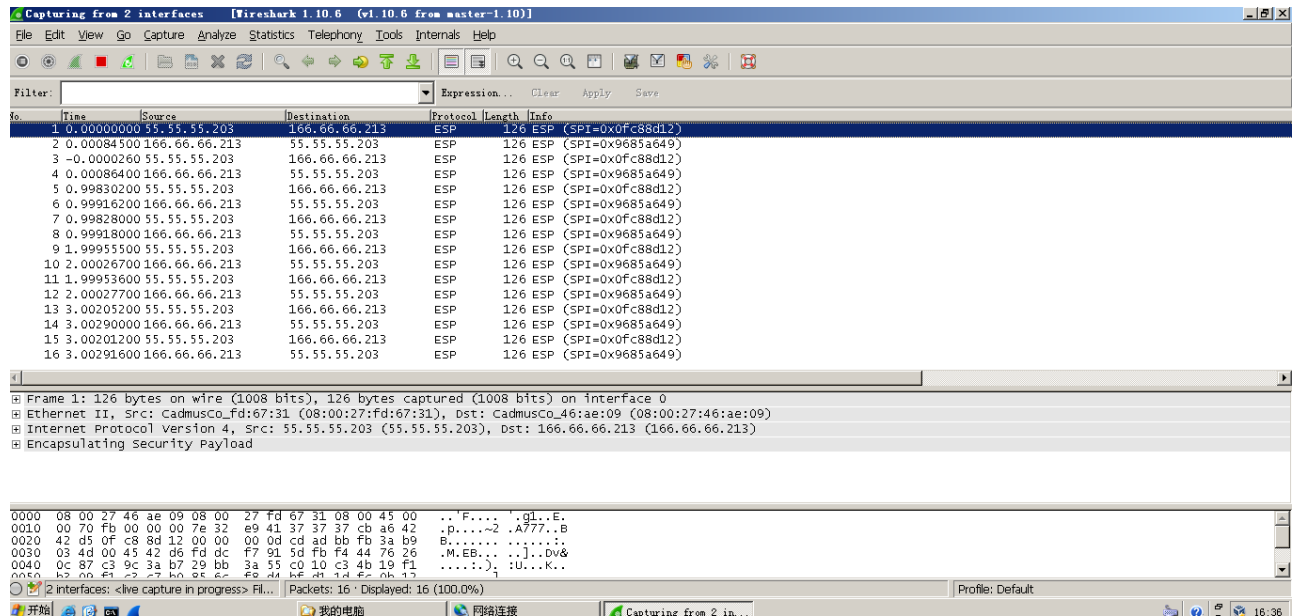 Capturing from 2 interfaces [Wireshark 1.10.6 (v1.10.6 from master-1.10)]
File Edit View Go Capture Analyze Statistics Telephony Tools Internals Help
Filter: Expression... Clear Apply Save
No. Time Source Destination Protocol Length Info
1 0.00000000 55.55.55.203 166.66.66.213 ESP 126 ESP (SPI=0x0fc88d12)
2 0.00084500 166.66.66.213 55.55.55.203 ESP 126 ESP (SPI=0x9685a649)
3 -0.0000260 55.55.55.203 166.66.66.213 ESP 126 ESP (SPI=0x0fc88d12)
4 0.00086400 166.66.66.213 55.55.55.203 ESP 126 ESP (SPI=0x9685a649)
5 0.99830200 55.55.55.203 166.66.66.213 ESP 126 ESP (SPI=0x0fc88d12)
6 0.99916200 166.66.66.213 55.55.55.203 ESP 126 ESP (SPI=0x9685a649)
7 0.99828000 55.55.55.203 166.66.66.213 ESP 126 ESP (SPI=0x0fc88d12)
8 0.99918000 166.66.66.213 55.55.55.203 ESP 126 ESP (SPI=0x9685a649)
9 1.99955500 55.55.55.203 166.66.66.213 ESP 126 ESP (SPI=0x0fc88d12)
10 2.00026700 166.66.66.213 55.55.55.203 ESP 126 ESP (SPI=0x9685a649)
11 1.99953600 55.55.55.203 166.66.66.213 ESP 126 ESP (SPI=0x0fc88d12)
12 2.00027700 166.66.66.213 55.55.55.203 ESP 126 ESP (SPI=0x9685a649)
13 3.00205200 55.55.55.203 166.66.66.213 ESP 126 ESP (SPI=0x0fc88d12)
14 3.00290000 166.66.66.213 55.55.55.203 ESP 126 ESP (SPI=0x9685a649)
15 3.00201200 55.55.55.203 166.66.66.213 ESP 126 ESP (SPI=0x0fc88d12)
16 3.00291600 166.66.66.213 55.55.55.203 ESP 126 ESP (SPI=0x9685a649)
Frame 1: 126 bytes on wire (1008 bits), 126 bytes captured (1008 bits) on interface 0
Ethernet II, Src: CadmusCo_fd:67:31 (08:00:27:fd:67:31), Dst: CadmusCo_46:ae:09 (08:00:27:46:ae:09)
Internet Protocol Version 4, Src: 55.55.55.203 (55.55.55.203), Dst: 166.66.66.213 (166.66.66.213)
Encapsulating Security Payload
0000 08 00 27 46 ae 09 08 00 27 fd 67 31 08 00 45 00 ..'F.... '.g1..E.
0010 00 70 fb 00 00 00 7e 32 e9 41 37 37 37 cb a6 42 .p....~2 .A777..B
0020 42 d5 0f c8 8d 12 00 00 00 0d cd ad bb fb 3a b9 B....... ......:.
0030 03 4d 00 45 42 d6 fd dc f7 91 5d fb f4 44 76 26 .M.EB... ..]..Dv&
0040 0c 87 c3 9c 3a b7 29 bb 3a 55 c0 10 c3 4b 19 f1 ....:.). :U...K..
2 interfaces: <live capture in progress> Fil... Packets: 16 · Displayed: 16 (100.0%) Profile: Default
开始 我的电脑 网络连接 Capturing from 2 in... 16:36